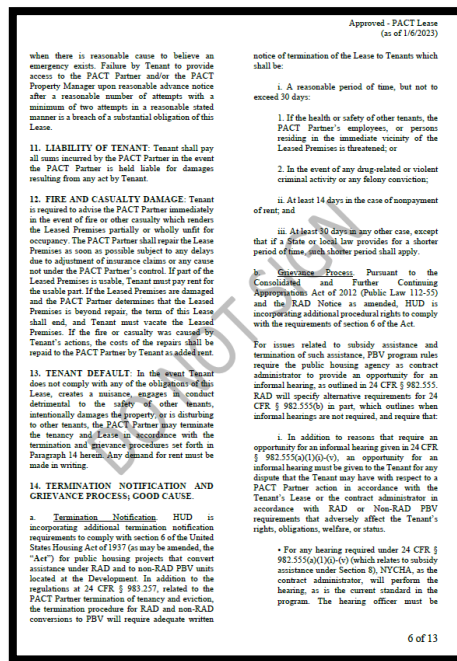 Approved - PACT Lease
(as of 1/6/2023)
when there is reasonable cause to believe an
emergency exists. Failure by Tenant to provide
access to the PACT Partner and/or the PACT
Property Manager upon reasonable advance notice
after a reasonable number of attempts with a
minimum of two attempts in a reasonable stated
manner is a breach of a substantial obligation of this
Lease.
11. LIABILITY OF TENANT: Tenant shall pay
all sums incurred by the PACT Partner in the event
the PACT Partner is held liable for damages
resulting from any act by Tenant.
12. FIRE AND CASUALTY DAMAGE: Tenant
is required to advise the PACT Partner immediately
in the event of fire or other casualty which renders
the Leased Premises partially or wholly unfit for
occupancy. The PACT Partner shall repair the Lease
Premises as soon as possible subject to any delays
due to adjustment of insurance claims or any cause
not under the PACT Partner's control. If part of the
Leased Premises is usable, Tenant must pay rent for
the usable part. If the Leased Premises are damaged
and the PACT Partner determines that the Leased
Premises is beyond repair, the term of this Lease
shall end, and Tenant must vacate the Leased
Premises. If the fire or casualty was caused by
Tenant's actions, the costs of the repairs shall be
repaid to the PACT Partner by Tenant as added rent.
13. TENANT DEFAULT: In the event Tenant
does not comply with any of the obligations of this
Lease, creates a nuisance, engages in conduct
detrimental to the safety of other tenants,
intentionally damages the property, or is disturbing
to other tenants, the PACT Partner may terminate
the tenancy and Lease in accordance with the
termination and grievance procedures set forth in
Paragraph 14 herein. Any demand for rent must be
made in writing.
14. TERMINATION NOTIFICATION AND
GRIEVANCE PROCESS; GOOD CAUSE.
a. Termination Notification. HUD is
incorporating additional termination notification
requirements to comply with section 6 of the United
States Housing Act of 1937 (as may be amended, the
"Act") for public housing projects that convert
assistance under RAD and to non-RAD PBV units
located at the Development. In addition to the
regulations at 24 CFR § 983.257, related to the
PACT Partner termination of tenancy and eviction,
the termination procedure for RAD and non-RAD
conversions to PBV will require adequate written
notice of termination of the Lease to Tenants which
shall be:
i. A reasonable period of time, but not to
exceed 30 days:
1. If the health or safety of other tenants, the
PACT Partner's employees, or persons
residing in the immediate vicinity of the
Leased Premises is threatened; or
2. In the event of any drug-related or violent
criminal activity or any felony conviction;
ii. At least 14 days in the case of nonpayment
of rent; and
iii. At least 30 days in any other case, except
that if a State or local law provides for a shorter
period of time, such shorter period shall apply.
b. Grievance Process. Pursuant to the
Consolidated and Further Continuing
Appropriations Act of 2012 (Public Law 112-55)
and the RAD Notice as amended, HUD is
incorporating additional procedural rights to comply
with the requirements of section 6 of the Act.
For issues related to subsidy assistance and
termination of such assistance, PBV program rules
require the public housing agency as contract
administrator to provide an opportunity for an
informal hearing, as outlined in 24 CFR § 982.555.
RAD will specify alternative requirements for 24
CFR § 982.555(b) in part, which outlines when
informal hearings are not required, and require that:
i. In addition to reasons that require an
opportunity for an informal hearing given in 24 CFR
§ 982.555(a)(1)(i)-(v), an opportunity for an
informal hearing must be given to the Tenant for any
dispute that the Tenant may have with respect to a
PACT Partner action in accordance with the
Tenant's Lease or the contract administrator in
accordance with RAD or Non-RAD PBV
requirements that adversely affect the Tenant's
rights, obligations, welfare, or status.
• For any hearing required under 24 CFR §
982.555(a)(1)(i)-(v) (which relates to subsidy
assistance under Section 8), NYCHA, as the
contract administrator, will perform the
hearing, as is the current standard in the
program. The hearing officer must be
DO NOT SIGN
6 of 13